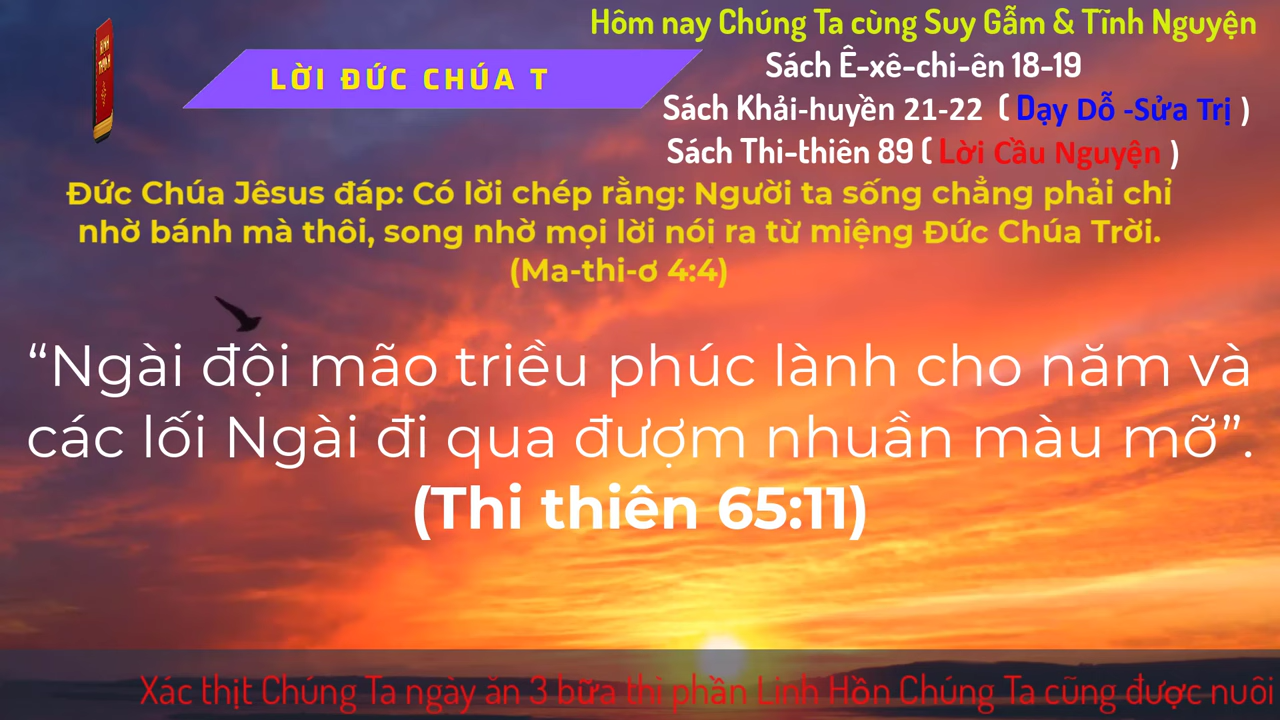 Hôm nay Chúng Ta cùng Suy Gẫm & Tĩnh Nguyện
LỜI ĐỨC CHÚA T
Sách Ê-xê-chi-ên 18-19
Sách Khải-huyền 21-22 ( Dạy Dỗ -Sửa Trị )
Sách Thi-thiên 89 ( Lời Cầu Nguyện )
Đức Chúa Jêsus đáp: Có lời chép rằng: Người ta sống chẳng phải chỉ
nhờ bánh mà thôi, song nhờ mọi lời nói ra từ miệng Đức Chúa Trời.
(Ma-thi-ơ 4:4)
“Ngài đội mão triều phúc lành cho năm và
các lối Ngài đi qua đượm nhuần màu mỡ”.
(Thi thiên 65:11)
Xác thịt Chúng Ta ngày ăn 3 bữa thì phần Linh Hồn Chúng Ta cũng được nuôi